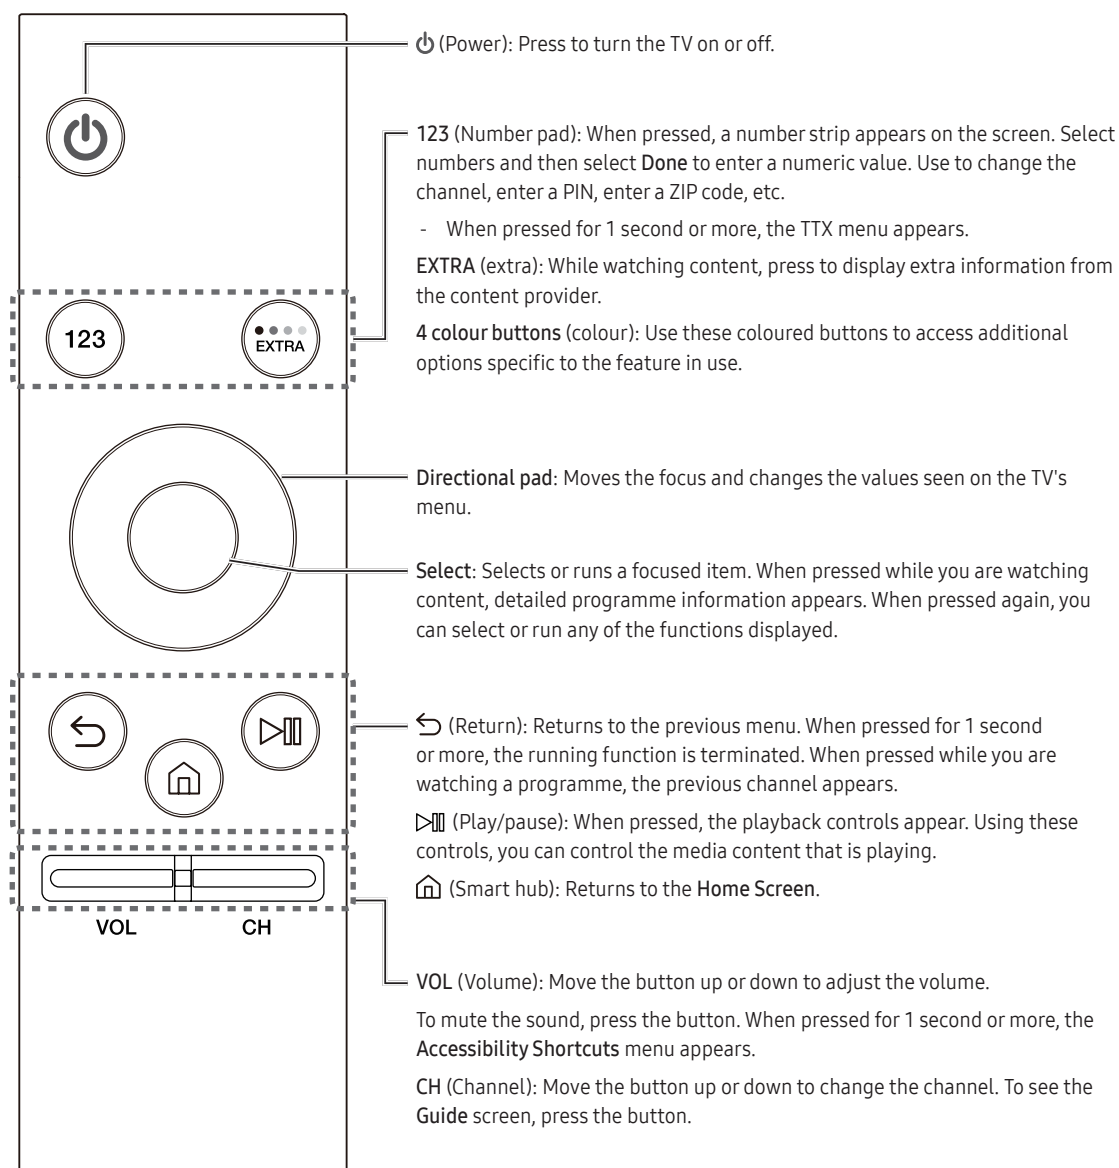 (Power): Press to turn the TV on or off.
123 (Number pad): When pressed, a number strip appears on the screen. Select
numbers and then select Done to enter a numeric value. Use to change the
channel, enter a PIN, enter a ZIP code, etc.
- When pressed for 1 second or more, the TTX menu appears.
EXTRA (extra): While watching content, press to display extra information from
the content provider.
4 colour buttons (colour): Use these coloured buttons to access additional
options specific to the feature in use.
123
EXTRA
Directional pad: Moves the focus and changes the values seen on the TV's
menu.
Select: Selects or runs a focused item. When pressed while you are watching
content, detailed programme information appears. When pressed again, you
can select or run any of the functions displayed.
(Return): Returns to the previous menu. When pressed for 1 second
or more, the running function is terminated. When pressed while you are
watching a programme, the previous channel appears.
(Play/pause): When pressed, the playback controls appear. Using these
controls, you can control the media content that is playing.
(Smart hub): Returns to the Home Screen.
VOL
CH
VOL (Volume): Move the button up or down to adjust the volume.
To mute the sound, press the button. When pressed for 1 second or more, the
Accessibility Shortcuts menu appears.
CH (Channel): Move the button up or down to change the channel. To see the
Guide screen, press the button.